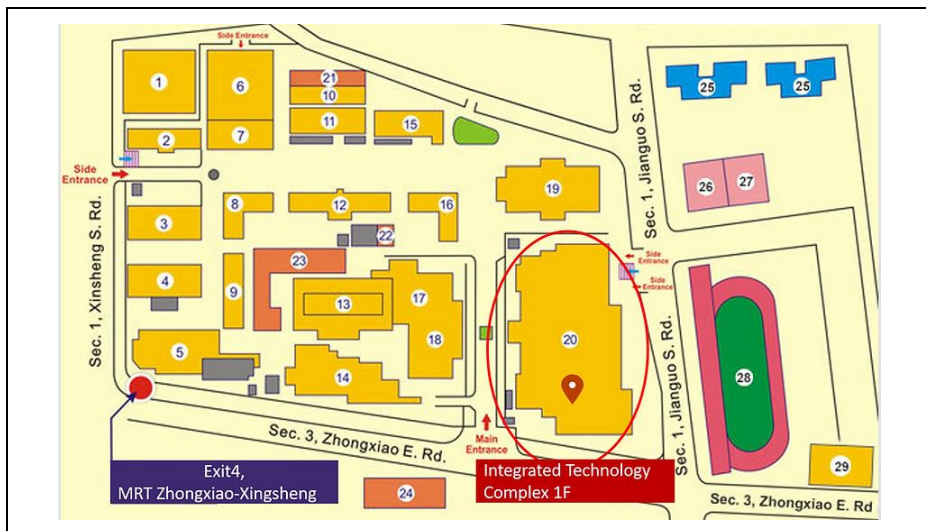 Side Entrance
1
6
21
10
11
15
7
2
25
25
26
27
Side
Entrance
Sec. 1, Xinsheng S. Rd.
Sec. 1, Jianguo S. Rd.
3
8
12
16
19
22
23
4
9
13
17
18
5
14
20
Side
Entrance
Side
Entrance
28
Sec. 1, Jianguo S. Rd.
Sec. 3, Zhongxiao E. Rd.
Main
Entrance
29
Exit4,
MRT Zhongxiao-Xingsheng
Integrated Technology
Complex 1F
24
Sec. 3, Zhongxiao E. Rd